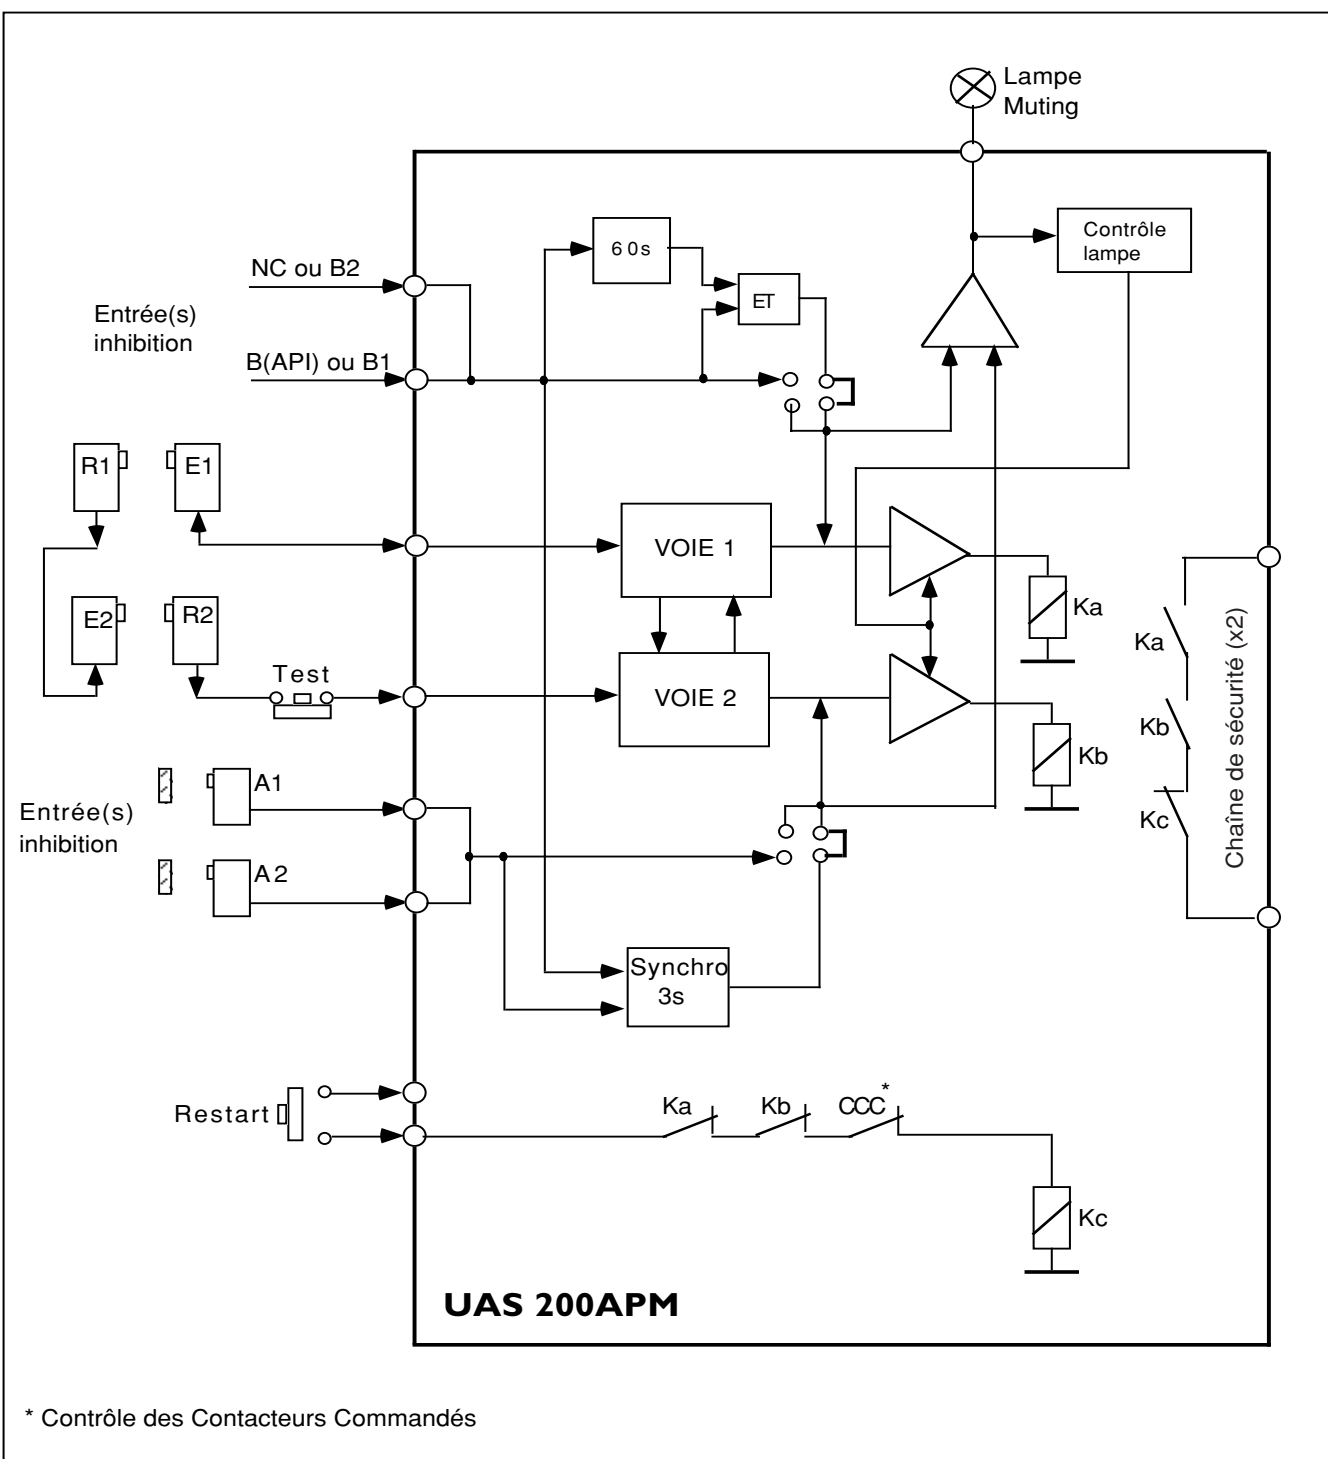 Lampe
Muting
Contrôle
lampe
60s
NC ou B2
ET
Entrée(s)
inhibition
B(API) ou B1
R1
E1
VOIE 1
E2
R2
Ka
Ka
Test
VOIE 2
Kb
Kb
Chaîne de sécurité (x2)
A1
Entrée(s)
inhibition
Kc
A2
Synchro
3s
*
Restart
Ka
Kb
CCC
Kc
UAS 200APM
* Contrôle des Contacteurs Commandés